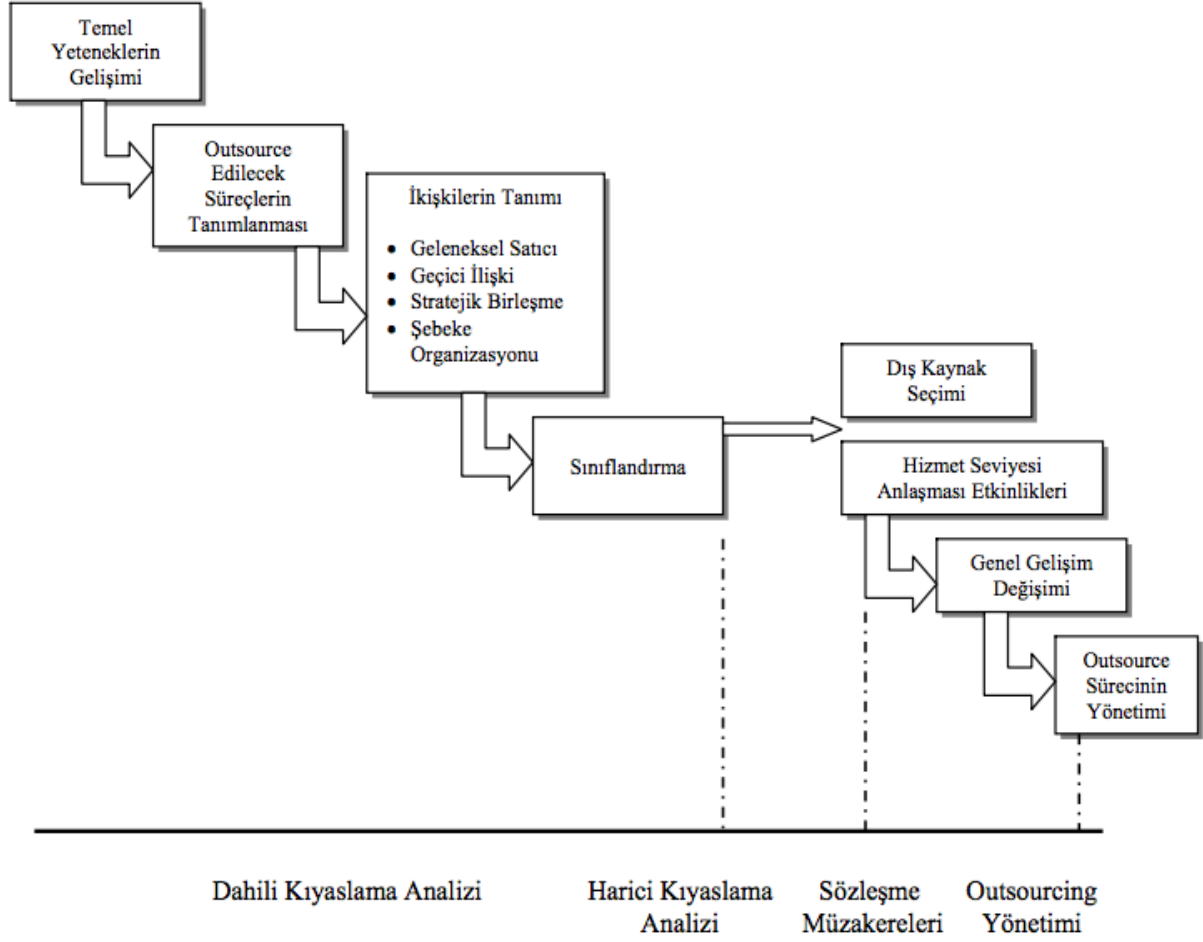 Temel
Yeteneklerin
Gelişimi
Outsource
Edilecek
Süreçlerin
Tanımlanması
İkişkilerin Tanımı
• Geleneksel Satıcı
• Geçici İlişki
• Stratejik Birleşme
• Şebeke
Organizasyonu
Sınıflandırma
Dış Kaynak
Seçimi
Hizmet Seviyesi
Anlaşması Etkinlikleri
Genel Gelişim
Değişimi
Outsource
Sürecinin
Yönetimi
Dahili Kıyaslama Analizi
Harici Kıyaslama
Analizi
Sözleşme
Müzakereleri
Outsourcing
Yönetimi